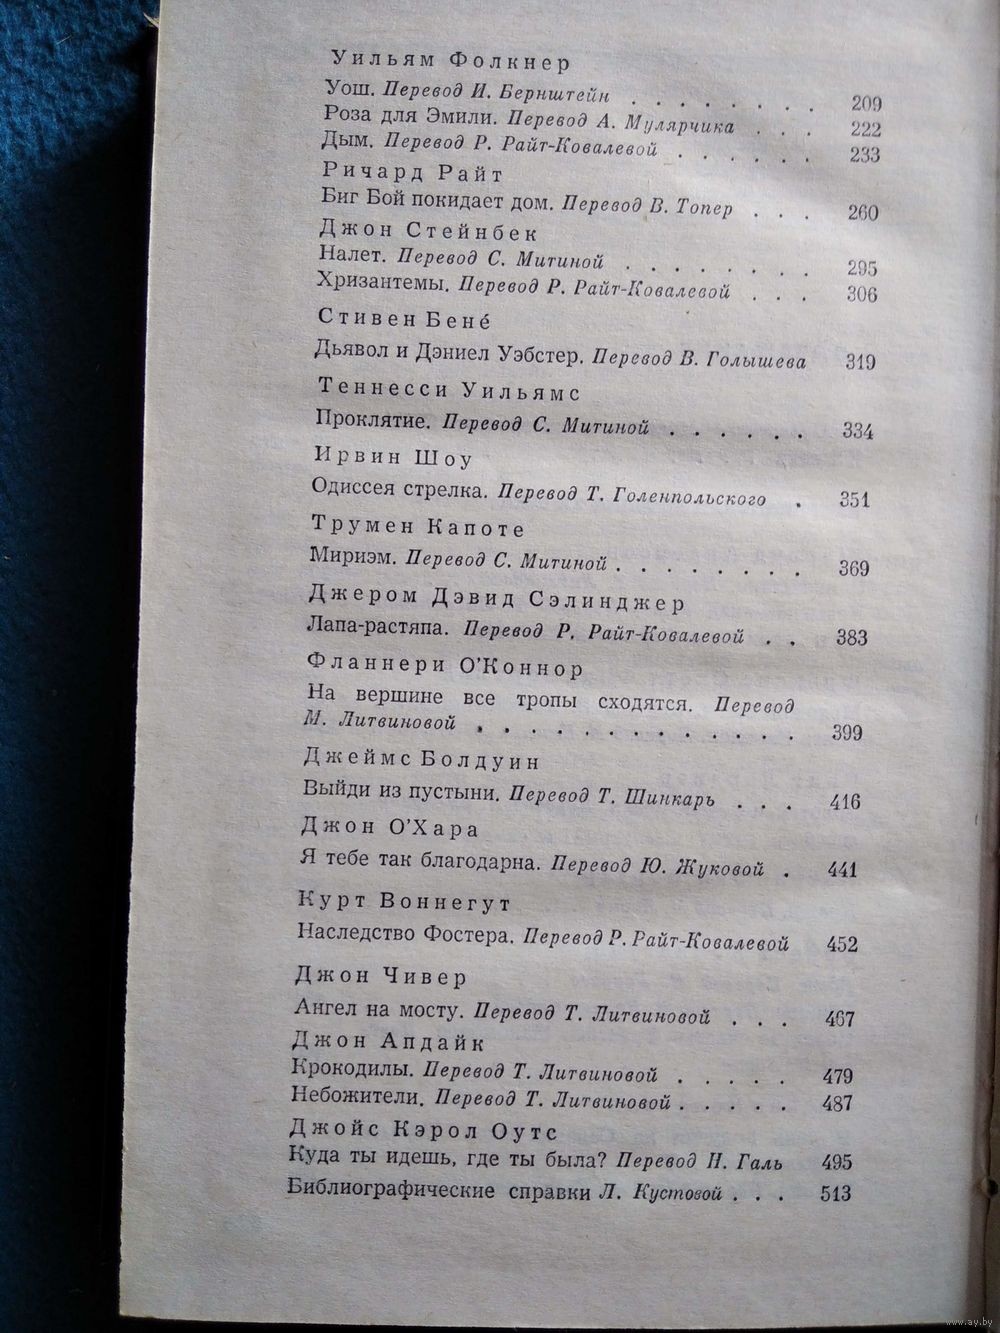 Уильям Фолкнер
Уош. Перевод И. Бернштейн . . . . . . . . 209
Роза для Эмили. Перевод А. Мулярчика . . . 222
Дым. Перевод Р. Райт-Ковалевой . . . . . . 233
Ричард Райт
Биг Бой покидает дом. Перевод В. Топер . . . 260
Джон Стейнбек
Налет. Перевод С. Митиной . . . . . . . . 295
Хризантемы. Перевод Р. Райт-Ковалевой . . . 306
Стивен Бене́
Дьявол и Дэниел Уэбстер. Перевод В. Голышева 319
Теннесси Уильямс
Проклятие. Перевод С. Митиной . . . . . . 334
Ирвин Шоу
Одиссея стрелка. Перевод Т. Голенпольского . 351
Трумен Капоте
Мириэм. Перевод С. Митиной . . . . . . . . 369
Джером Дэвид Сэлинджер
Лапа-растяпа. Перевод Р. Райт-Ковалевой . . 383
Фланнери О'Коннор
На вершине все тропы сходятся. Перевод
М. Литвиновой . . . . . . . . . . . . . 399
Джеймс Болдуин
Выйди из пустыни. Перевод Т. Шинкарь . . . 416
Джон О'Хара
Я тебе так благодарна. Перевод Ю. Жуковой . 441
Курт Воннегут
Наследство Фостера. Перевод Р. Райт-Ковалевой 452
Джон Чивер
Ангел на мосту. Перевод Т. Литвиновой . . . 467
Джон Апдайк
Крокодилы. Перевод Т. Литвиновой . . . . . 479
Небожители. Перевод Т. Литвиновой . . . . . 487
Джойс Кэрол Оутс
Куда ты идешь, где ты была? Перевод Н. Галь 495
Библиографические справки Л. Кустовой . . . 513
www.ay.by